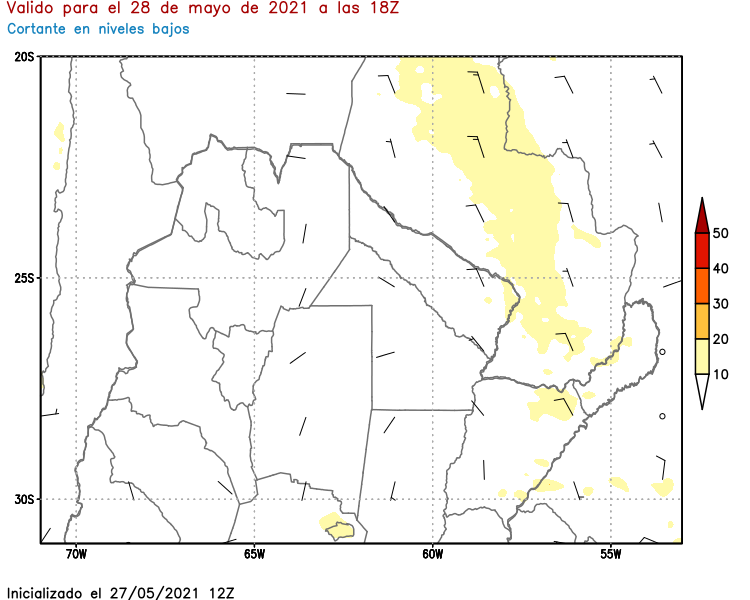 Valido para el 28 de mayo de 2021 a las 18Z
Cortante en niveles bajos
20S
25S
30S
70W
65W
60W
55W
50
40
30
20
10
Inicializado el 27/05/2021 12Z